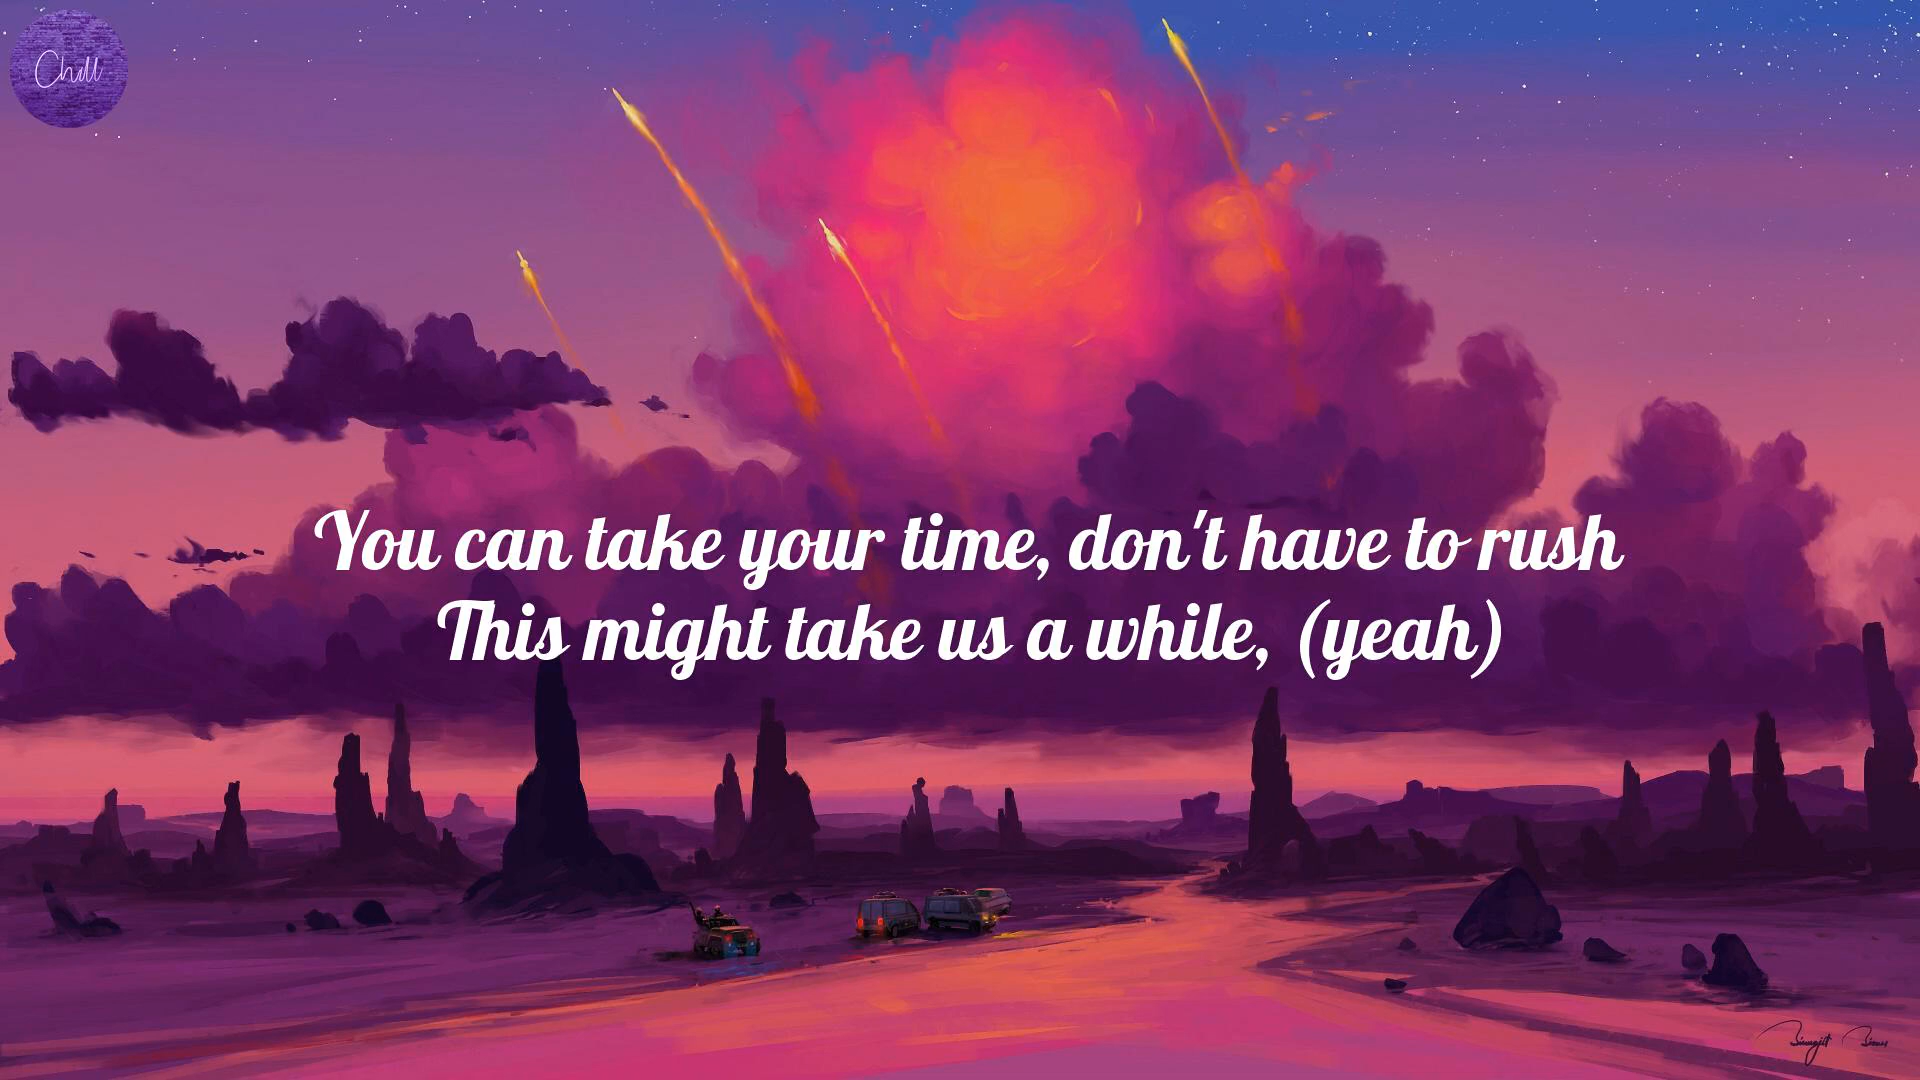 Chill
You can take your time, don't have to rush
This might take us a while, (yeah)